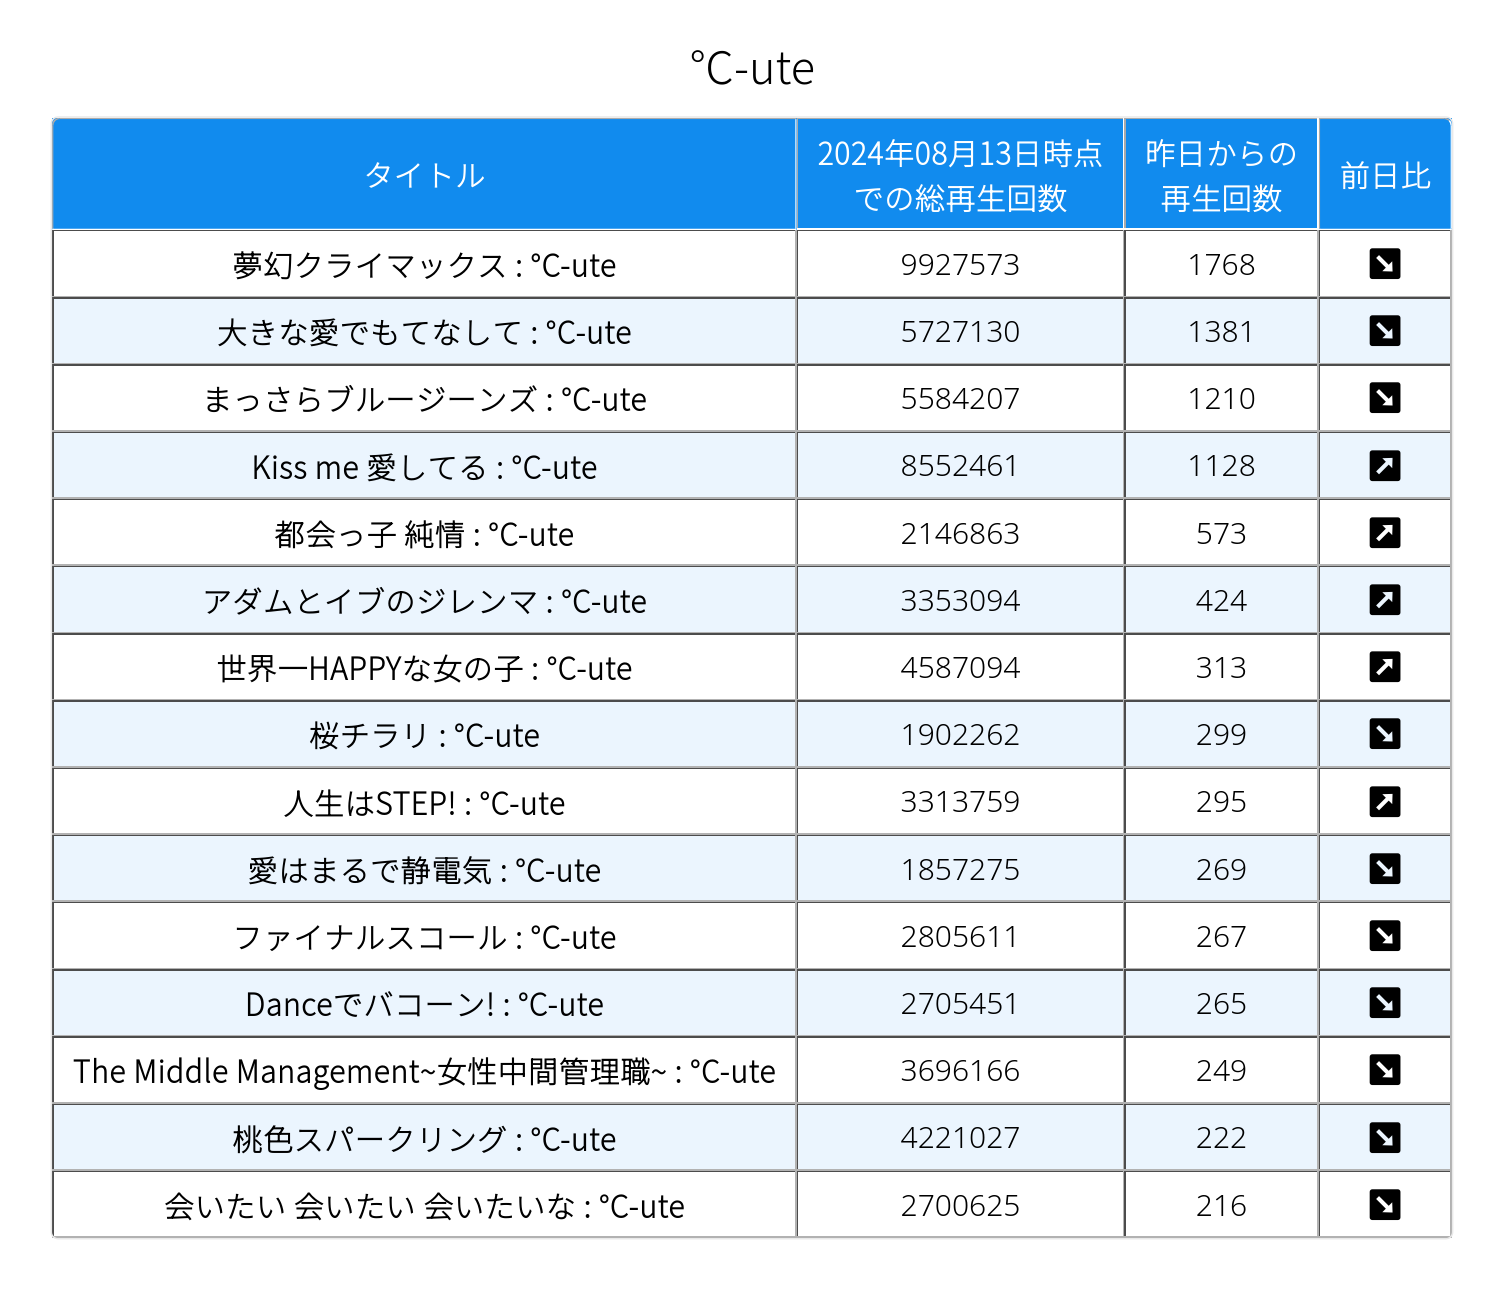 ℃-ute
タイトル 2024年08月13日時点での総再生回数 昨日からの再生回数 前日比
夢幻クライマックス : ℃-ute 9927573 1768 ↘
大きな愛でもてなして : ℃-ute 5727130 1381 ↘
まっさらブルージーンズ : ℃-ute 5584207 1210 ↘
Kiss me 愛してる : ℃-ute 8552461 1128 ↗
都会っ子 純情 : ℃-ute 2146863 573 ↗
アダムとイブのジレンマ : ℃-ute 3353094 424 ↗
世界一HAPPYな女の子 : ℃-ute 4587094 313 ↗
桜チラリ : ℃-ute 1902262 299 ↘
人生はSTEP! : ℃-ute 3313759 295 ↗
愛はまるで静電気 : ℃-ute 1857275 269 ↘
ファイナルスコール : ℃-ute 2805611 267 ↘
Danceでバコーン! : ℃-ute 2705451 265 ↘
The Middle Management~女性中間管理職~ : ℃-ute 3696166 249 ↘
桃色スパークリング : ℃-ute 4221027 222 ↘
会いたい 会いたい 会いたいな : ℃-ute 2700625 216 ↘